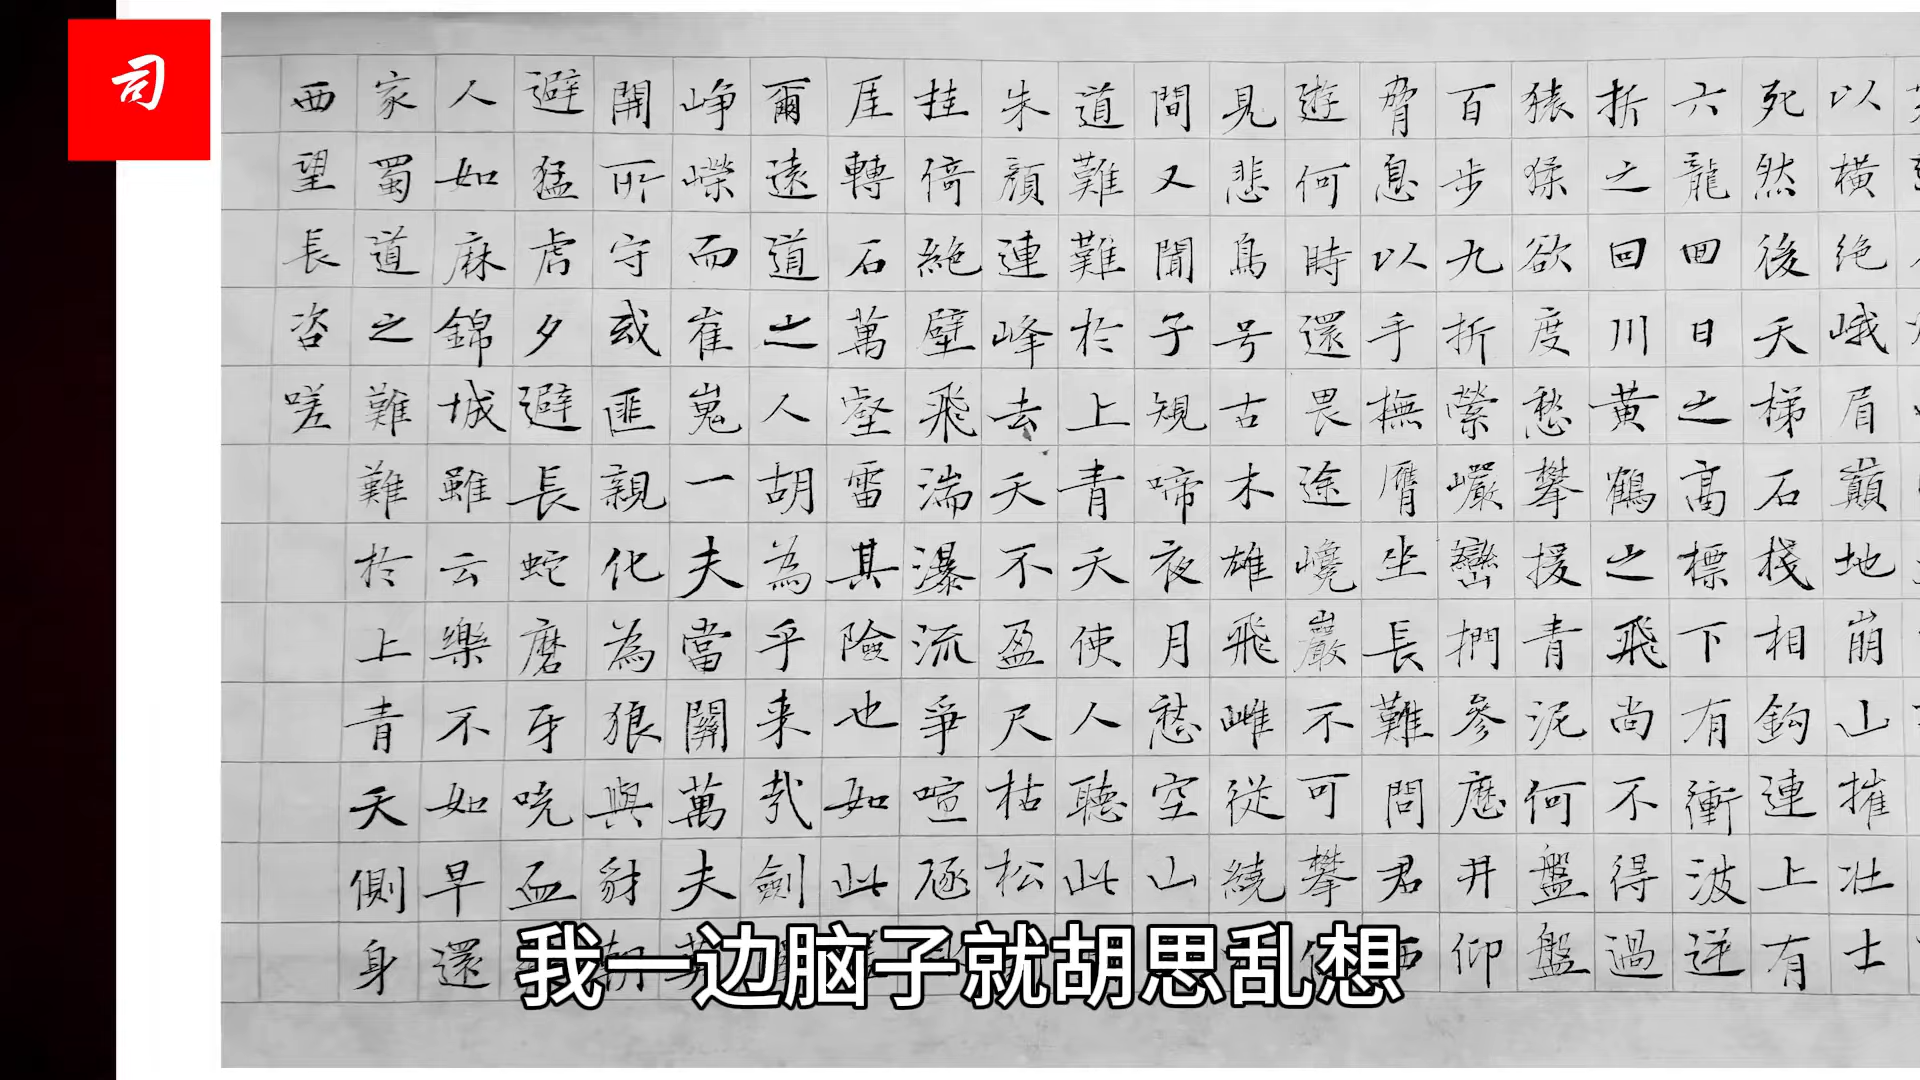 司
以橫絶峨眉巔地崩山摧壯士
死然後天梯石棧相鈎連上有
六龍囬日之高標下有衝波逆
折之回川黃鶴之飛尚不得過
猿猱欲度愁攀援青泥何盤盤
百步九折縈巖巒捫參歷井仰
脅息以手撫膺坐長難問君西
遊何時還畏途巉巖不可攀
見悲鳥号古木雄飛雌從繞
間又聞子規啼夜月愁空山
道難難於上青天使人聽此
朱顏連峰去天不盈尺枯松
挂倚絕壁飛湍瀑流爭喧豗
厓轉石萬壑雷其險也如此
爾遠道之人胡為乎来哉劍
崢嶸而崔嵬一夫當關萬夫
開所守或匪親化為狼與豺
避猛虎夕避長蛇磨牙吮血
人如麻錦城雖云樂不如早還
家蜀道之難難於上青天側身
西望長咨嗟
我一边脑子就胡思乱想